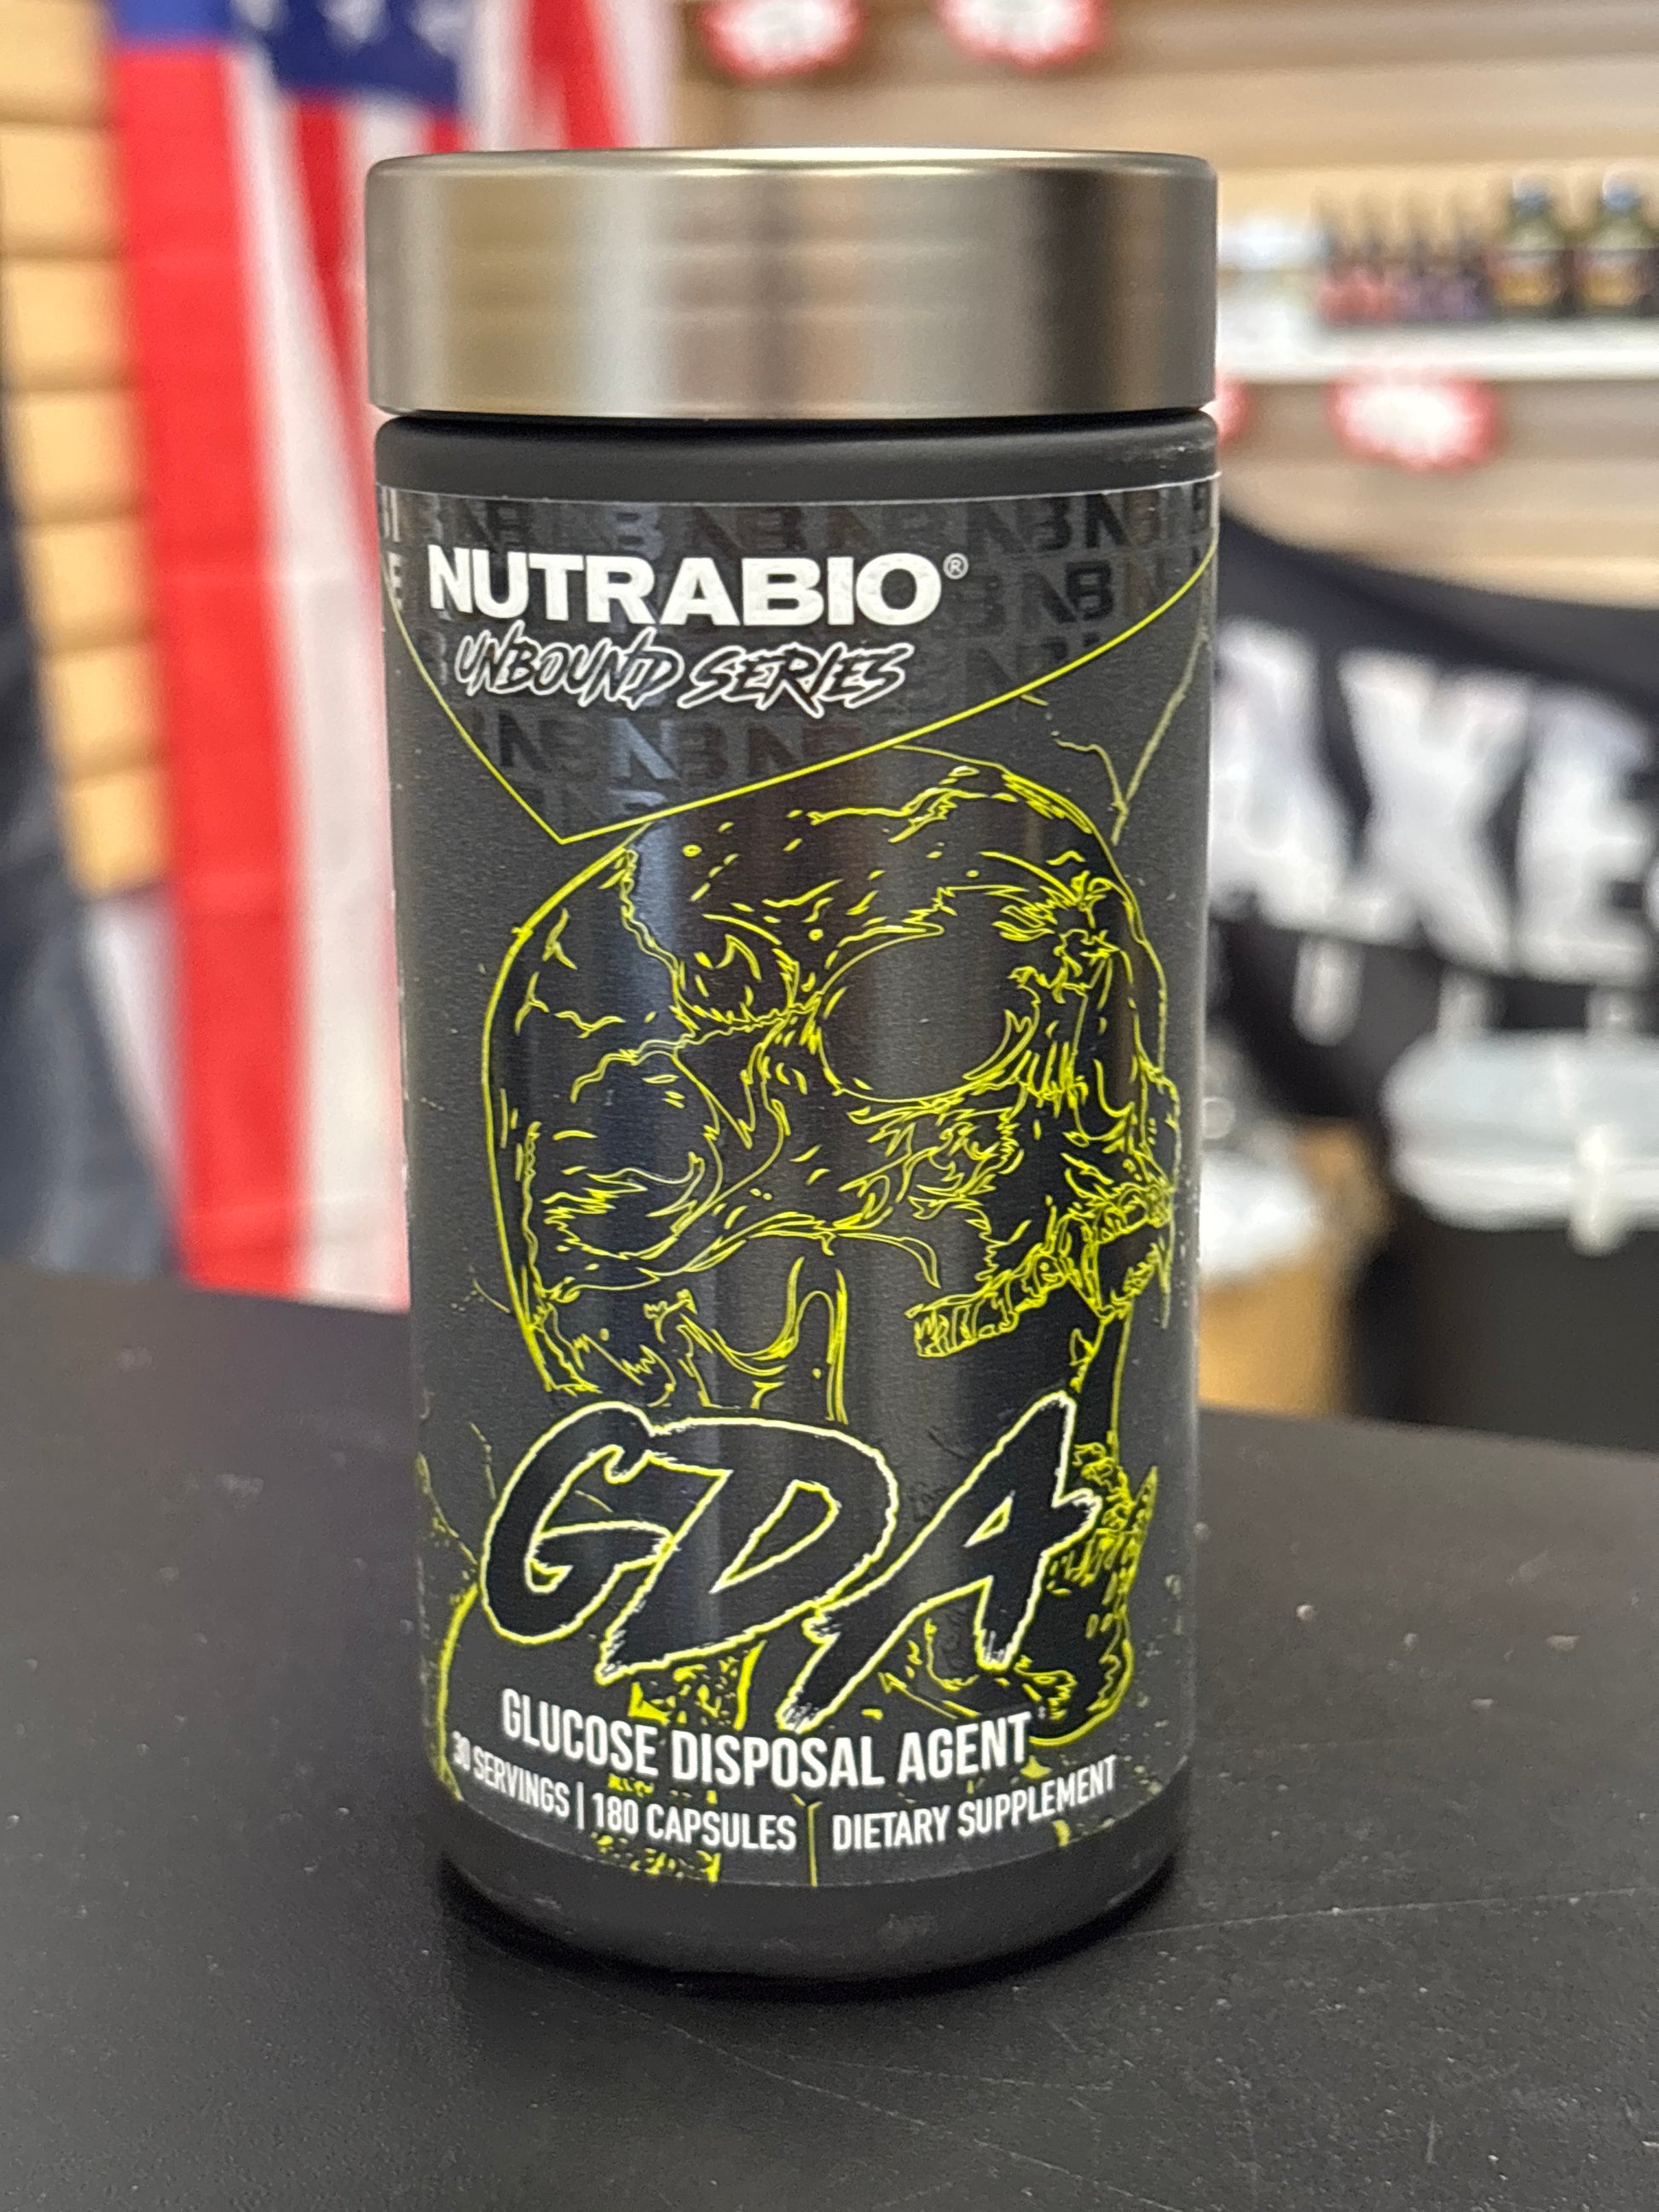 NUTRABIO®
UNBOUND SERIES
GDA
GLUCOSE DISPOSAL AGENT
30 SERVINGS | 180 CAPSULES | DIETARY SUPPLEMENT